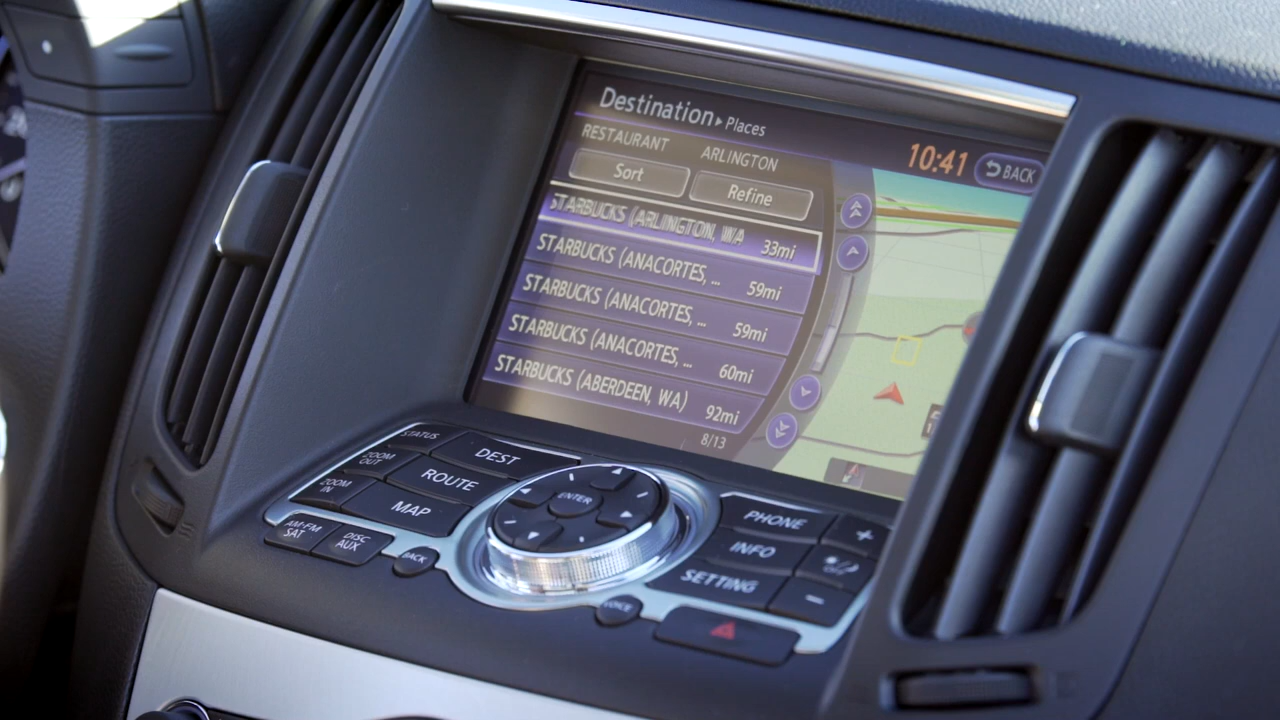 Destination ▸ Places
10:41
BACK
RESTAURANT ARLINGTON
Sort Refine
STARBUCKS (ARLINGTON, WA 33mi
STARBUCKS (ANACORTES, ... 59mi
STARBUCKS (ANACORTES, ... 59mi
STARBUCKS (ANACORTES, ... 60mi
STARBUCKS (ABERDEEN, WA) 92mi
8/13
STATUS
DEST
ZOOM OUT
ROUTE
ZOOM IN
MAP
AM·FM
SAT
DISC
AUX
BACK
ENTER
VOICE
PHONE
INFO
SETTING
+
OFF
-